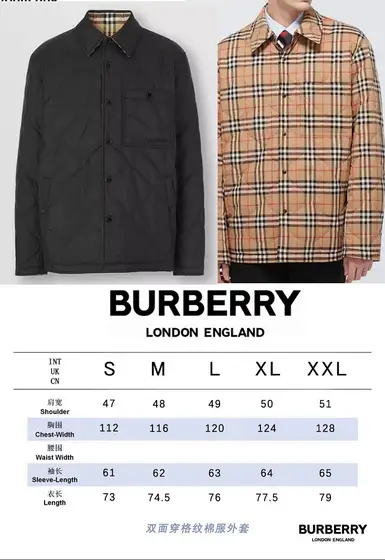 BURBERRY
LONDON ENGLAND
INT
UK
CN
S M L XL XXL
肩宽
Shoulder
47 48 49 50 51
胸围
Chest-Width
112 116 120 124 128
腰围
Waist Width
袖长
Sleeve-Length
61 62 63 64 65
衣长
Length
73 74.5 76 77.5 79
双面穿格纹棉服外套
BURBERRY
LONDON ENGLAND